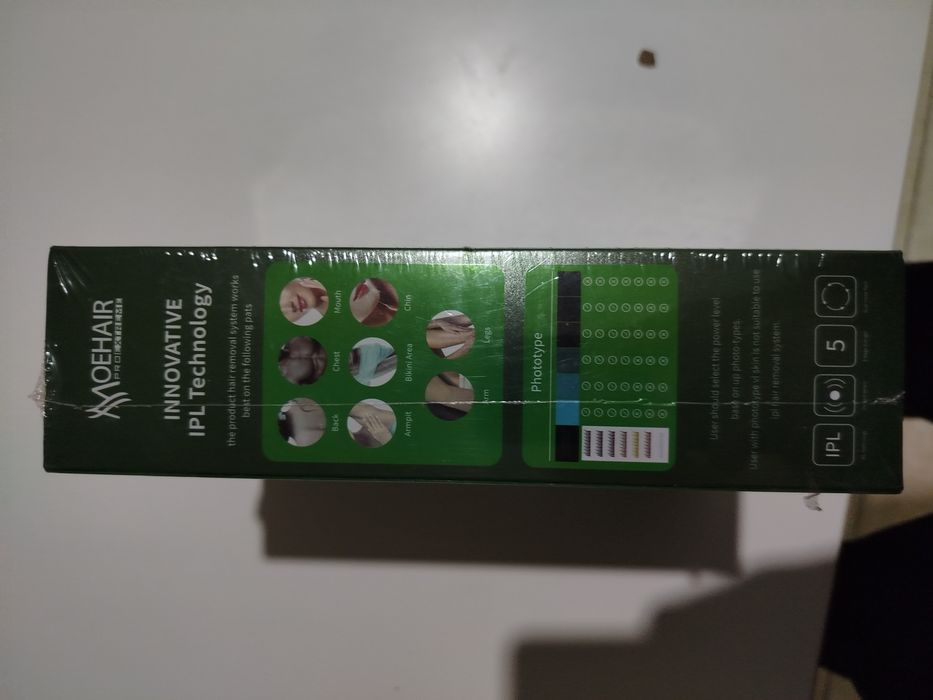 MOEHAIR
PROEXTREME
INNOVATIVE
IPL Technology
the product hair removal system works
best on the following pats
Back
Chest
Mouth
Armpit
Bikini Area
Chin
Arm
Legs
Phototype
User should select the power level
base on up photo types.
User with phototype vi skin is not suitable to use
ipl hair removal system.
IPL
5